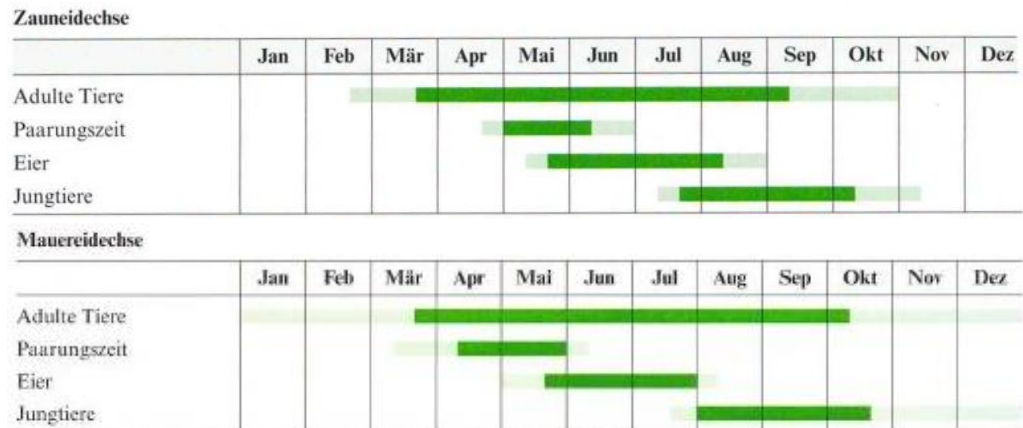 Zauneidechse
Jan Feb Mär Apr Mai Jun Jul Aug Sep Okt Nov Dez
Adulte Tiere
Paarungszeit
Eier
Jungtiere
Mauereidechse
Jan Feb Mär Apr Mai Jun Jul Aug Sep Okt Nov Dez
Adulte Tiere
Paarungszeit
Eier
Jungtiere